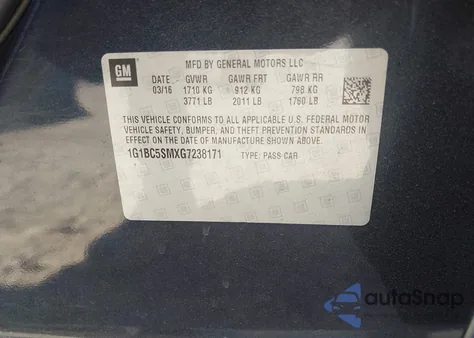 GM
MFD BY GENERAL MOTORS LLC
DATE GVWR GAWR FRT GAWR RR
03/16 1710 KG 912 KG 798 KG
3771 LB 2011 LB 1760 LB
THIS VEHICLE CONFORMS TO ALL APPLICABLE U.S. FEDERAL MOTOR
VEHICLE SAFETY, BUMPER, AND THEFT PREVENTION STANDARDS IN
EFFECT ON THE DATE OF MANUFACTURE SHOWN ABOVE.
1G1BC5SMXG7238171 TYPE: PASS CAR
autoSnap